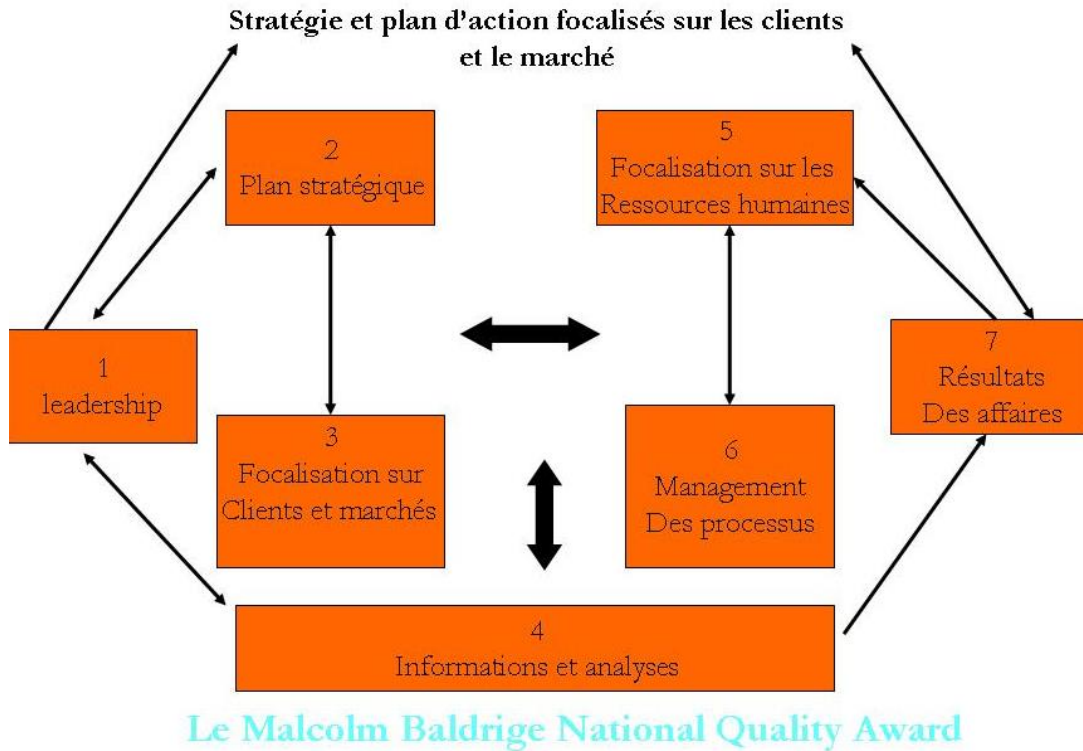 Stratégie et plan d'action focalisés sur les clients
et le marché
2
Plan stratégique
5
Focalisation sur les
Ressources humaines
1
leadership
7
Résultats
Des affaires
3
Focalisation sur
Clients et marchés
6
Management
Des processus
4
Informations et analyses
Le Malcolm Baldrige National Quality Award